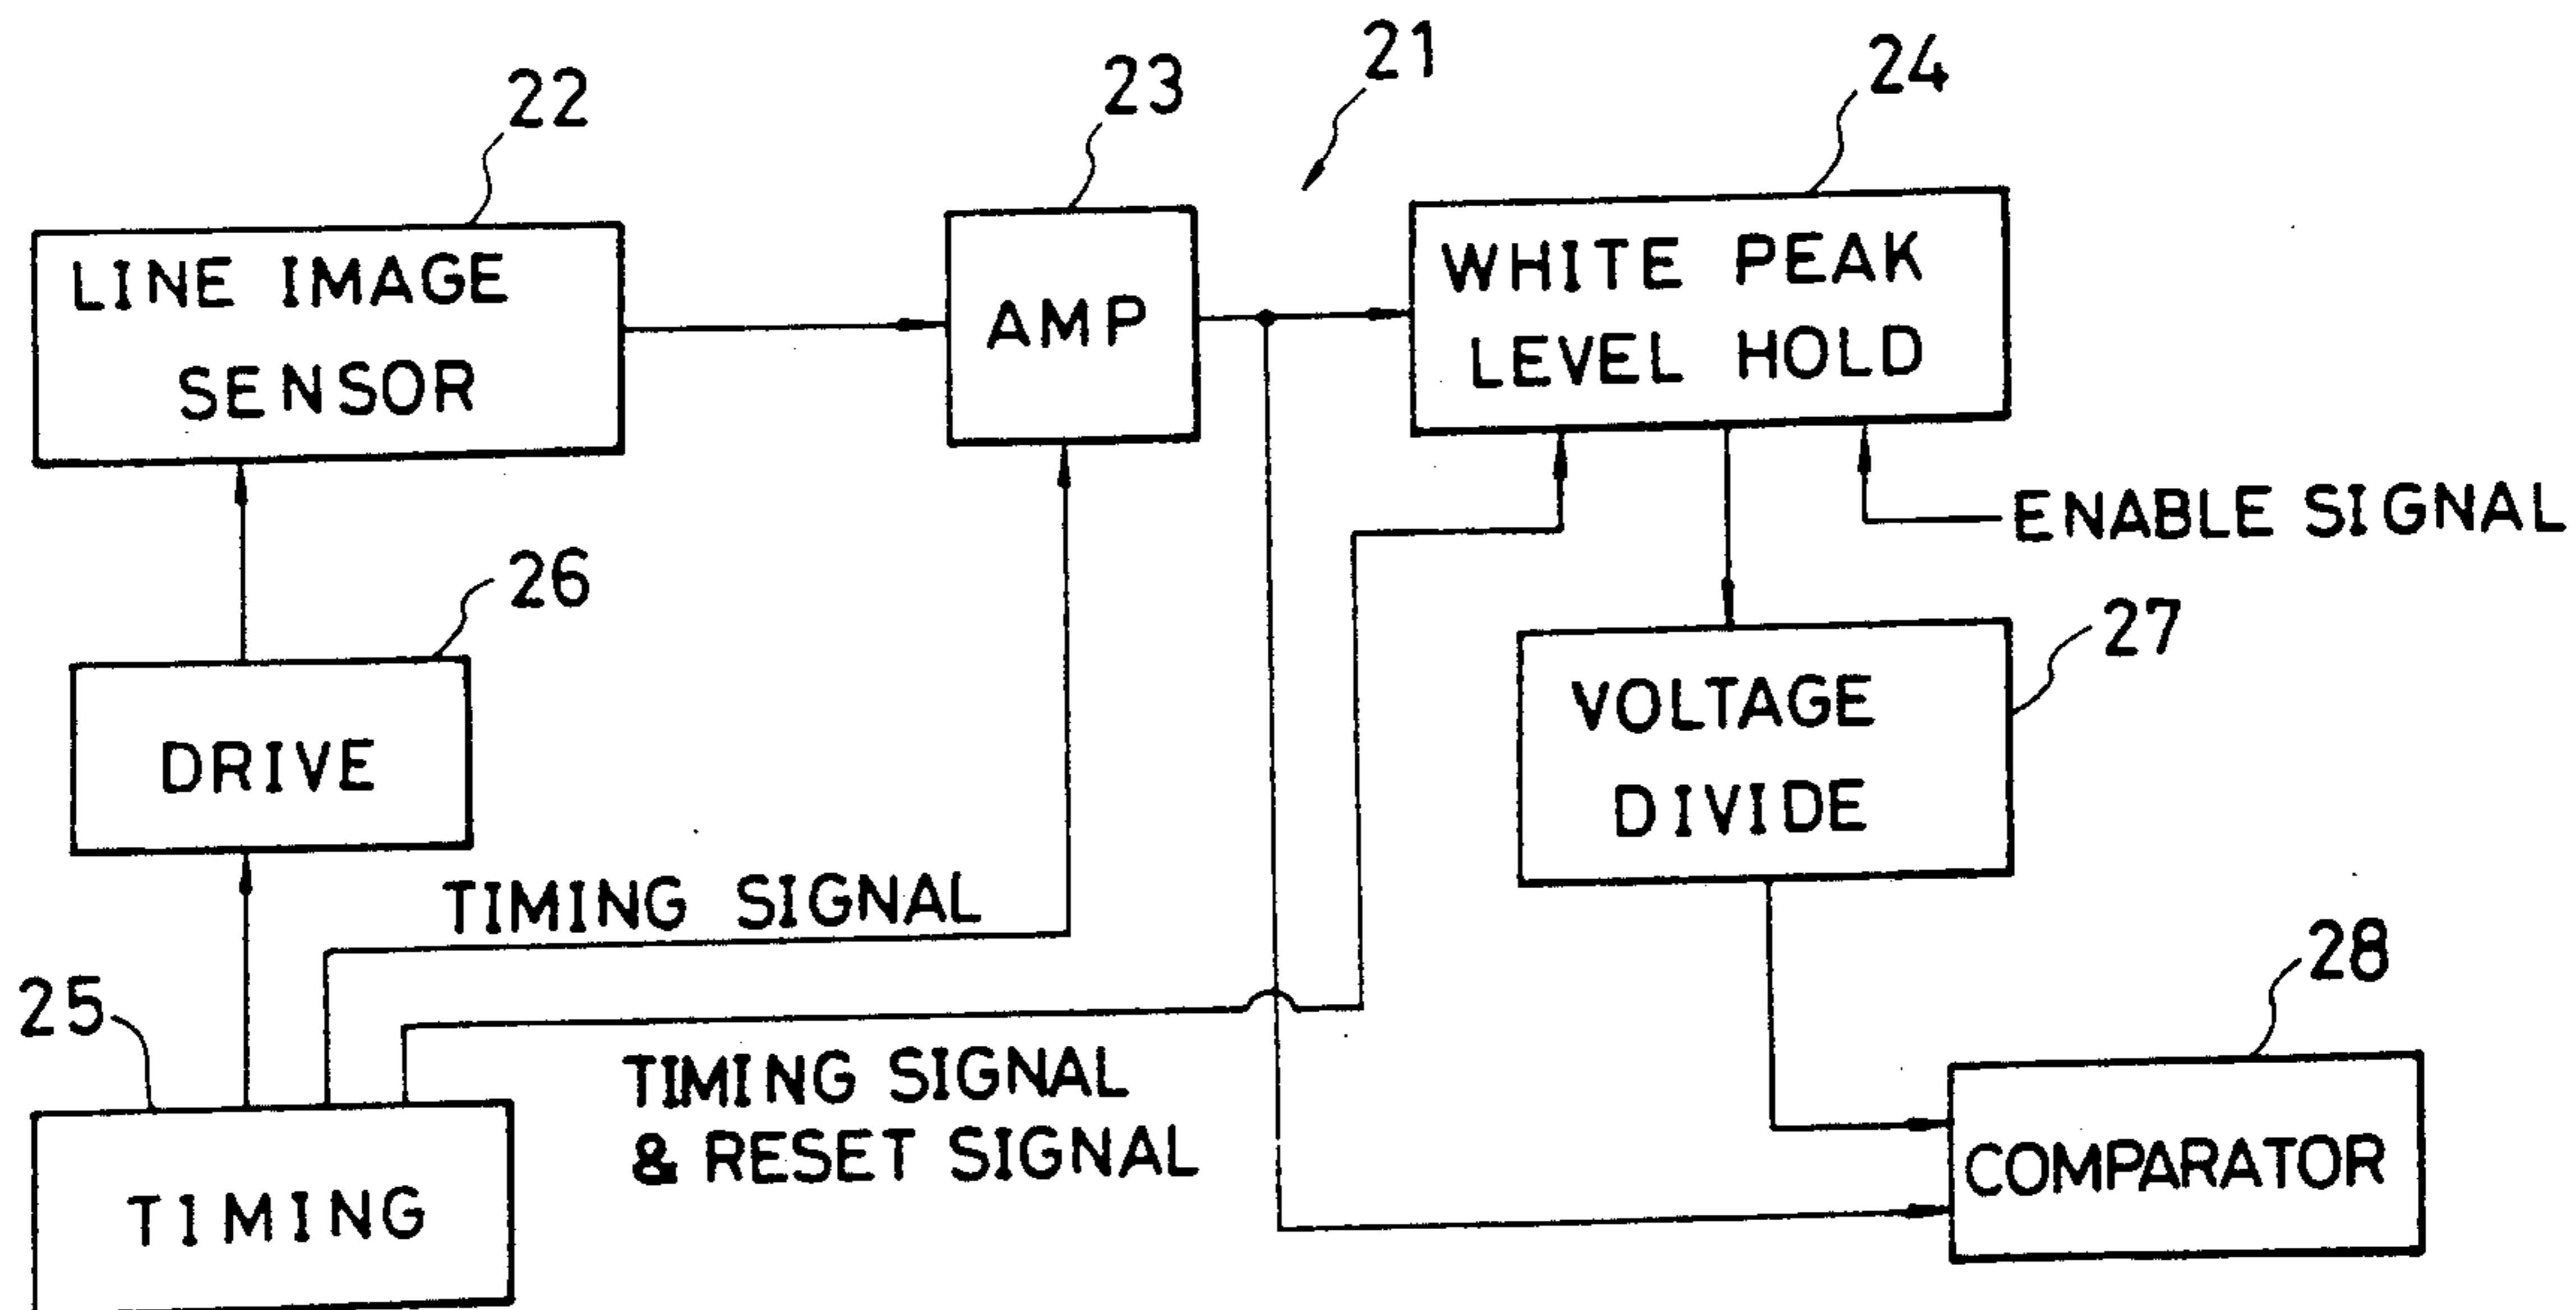 21
22
23
24
LINE IMAGE
SENSOR
AMP
WHITE PEAK
LEVEL HOLD
ENABLE SIGNAL
26
DRIVE
27
VOLTAGE
DIVIDE
TIMING SIGNAL
25
TIMING
TIMING SIGNAL
& RESET SIGNAL
28
COMPARATOR